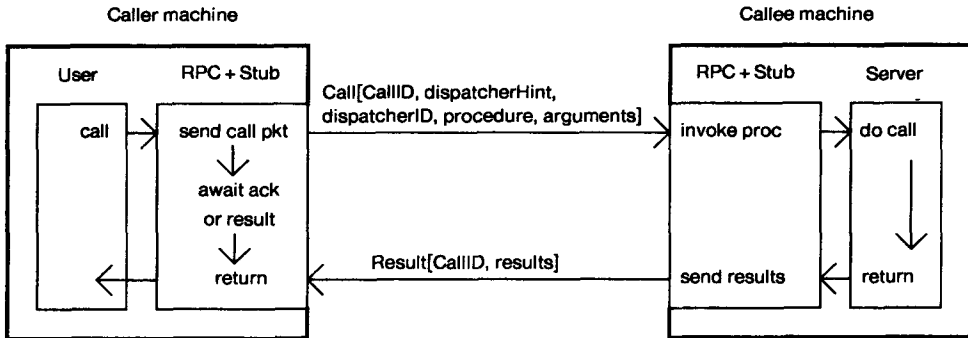 Caller machine
Callee machine
User
RPC + Stub
RPC + Stub
Server
Call[CallID, dispatcherHint,
dispatcherID, procedure, arguments]
call
send call pkt
invoke proc
do call
await ack
or result
Result[CallID, results]
return
send results
return